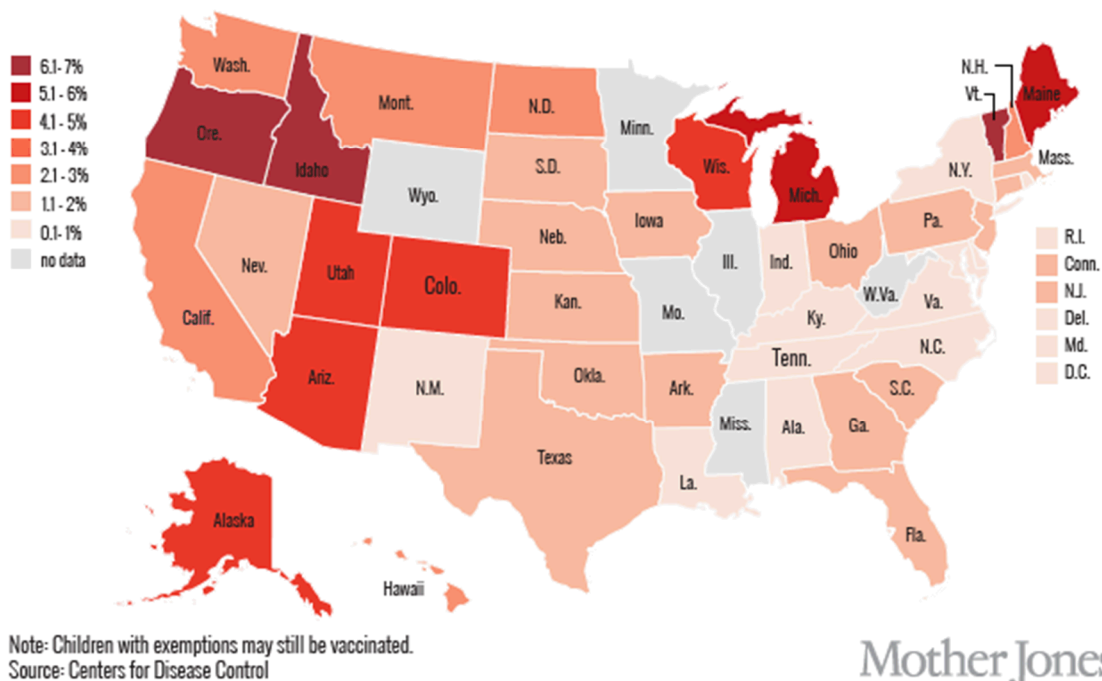 6.1- 7%
5.1 - 6%
4.1 - 5%
3.1 - 4%
2.1 - 3%
1.1 - 2%
0.1- 1%
no data
Wash.
Ore.
Idaho
Mont.
Wyo.
N.D.
S.D.
Neb.
Kan.
Nev.
Utah
Colo.
Calif.
Ariz.
N.M.
Okla.
Texas
Minn.
Iowa
Mo.
Ark.
La.
Wis.
Ill.
Mich.
Ind.
Ohio
Ky.
Tenn.
Miss.
Ala.
Ga.
Fla.
S.C.
N.C.
Va.
W.Va.
Pa.
N.Y.
Vt.
N.H.
Maine
Mass.
R.I.
Conn.
N.J.
Del.
Md.
D.C.
Alaska
Hawaii
Note: Children with exemptions may still be vaccinated.
Source: Centers for Disease Control
Mother Jones